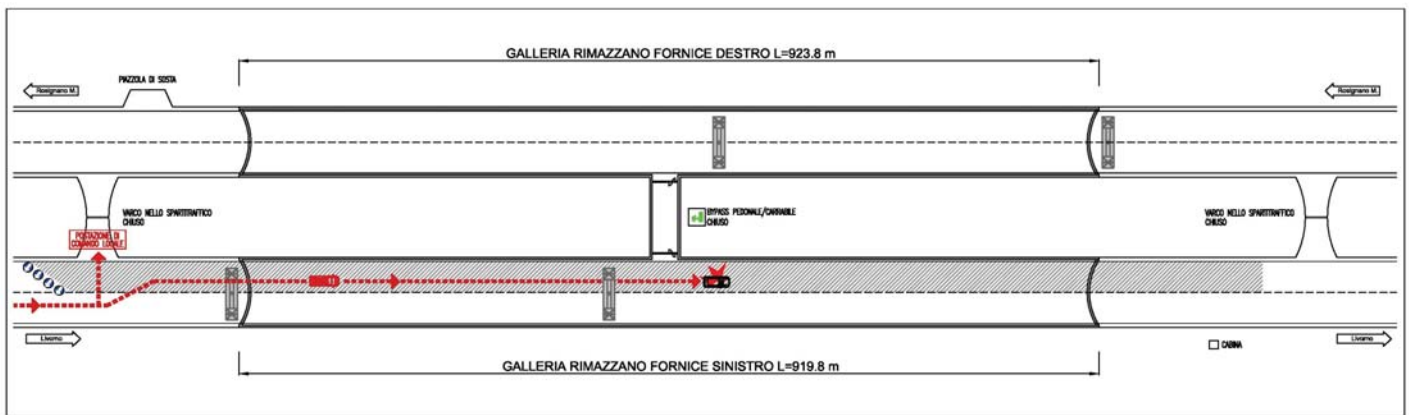 GALLERIA RIMAZZANO FORNICE DESTRO L=923.8 m
PIAZZOLA DI SOSTA
Rosignano M.
Rosignano M.
VARCO NELLO SPARTITRAFFICO
CHIUSO
BYPASS PEDONALE/CARRABILE
CHIUSO
VARCO NELLO SPARTITRAFFICO
CHIUSO
POSTAZIONE DI
COMANDO LOCALE
Livorno
CABINA
Livorno
GALLERIA RIMAZZANO FORNICE SINISTRO L=919.8 m